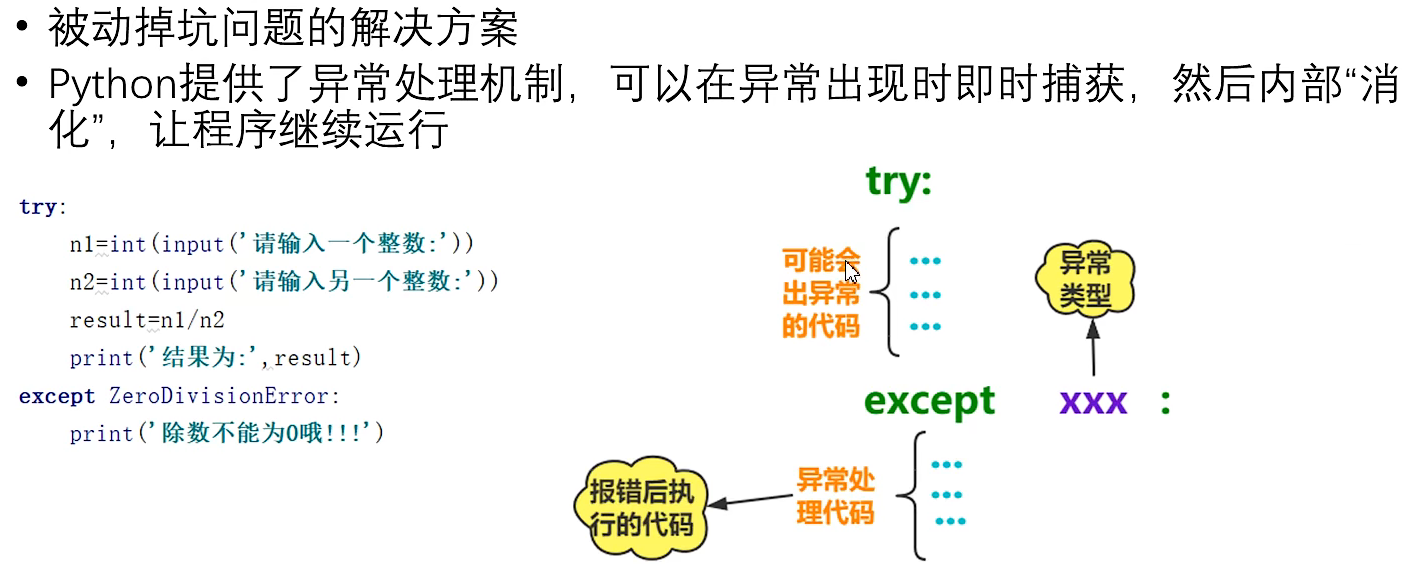 • 被动掉坑问题的解决方案
• Python提供了异常处理机制，可以在异常出现时即时捕获，然后内部“消
化”，让程序继续运行
try:
    n1=int(input('请输入一个整数:'))
    n2=int(input('请输入另一个整数:'))
    result=n1/n2
    print('结果为:',result)
except ZeroDivisionError:
    print('除数不能为0哦!!!')
try:
可能会
出异常
的代码
...
...
...
异常
类型
except xxx :
异常处
理代码
...
...
...
报错后执
行的代码